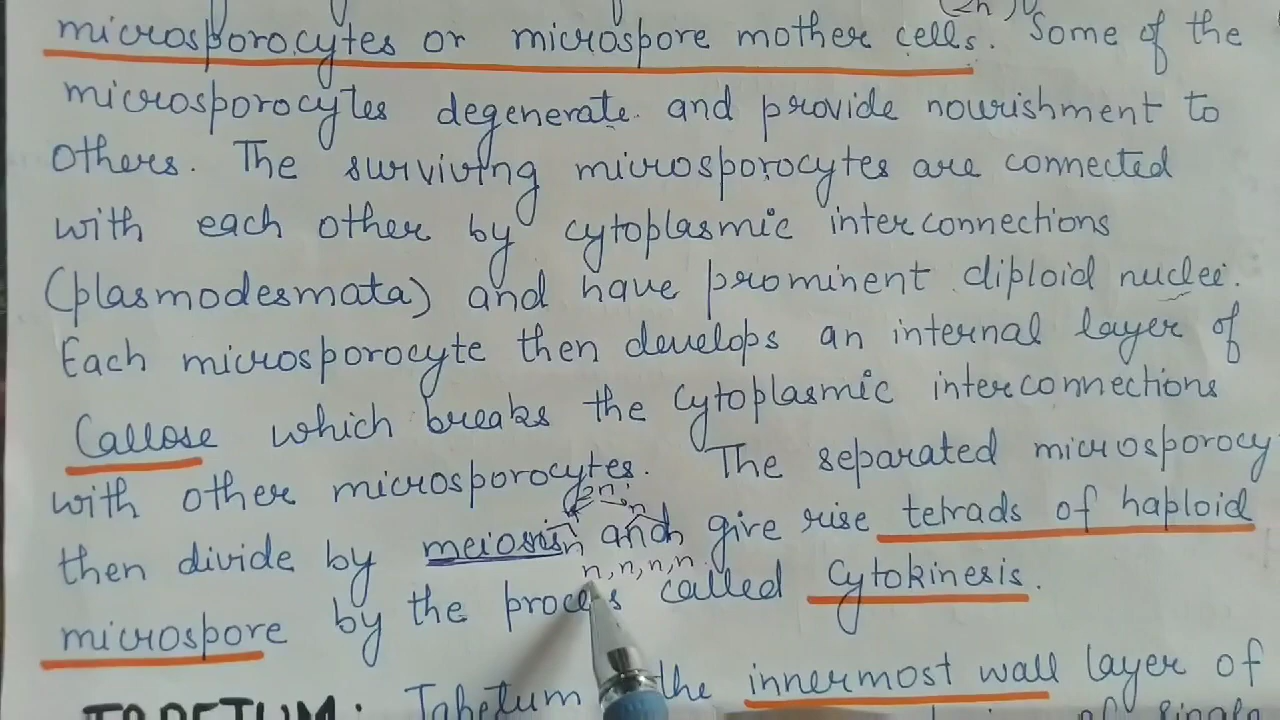 (2n)
microsporocytes or microspore mother cells. Some of the
microsporocytes degenerate and provide nourishment to
others. The surviving microsporocytes are connected
with each other by cytoplasmic interconnections
(plasmodesmata) and have prominent diploid nuclei.
Each microsporocyte then develops an internal layer of
Callose which breaks the cytoplasmic interconnections
with other microsporocytes. The separated microsporocy
2n
n
then divide by meiosis and give rise tetrads of haploid
n
n, n, n, n
microspore by the process called Cytokinesis.
TAPETUM: Tapetum the innermost wall layer of